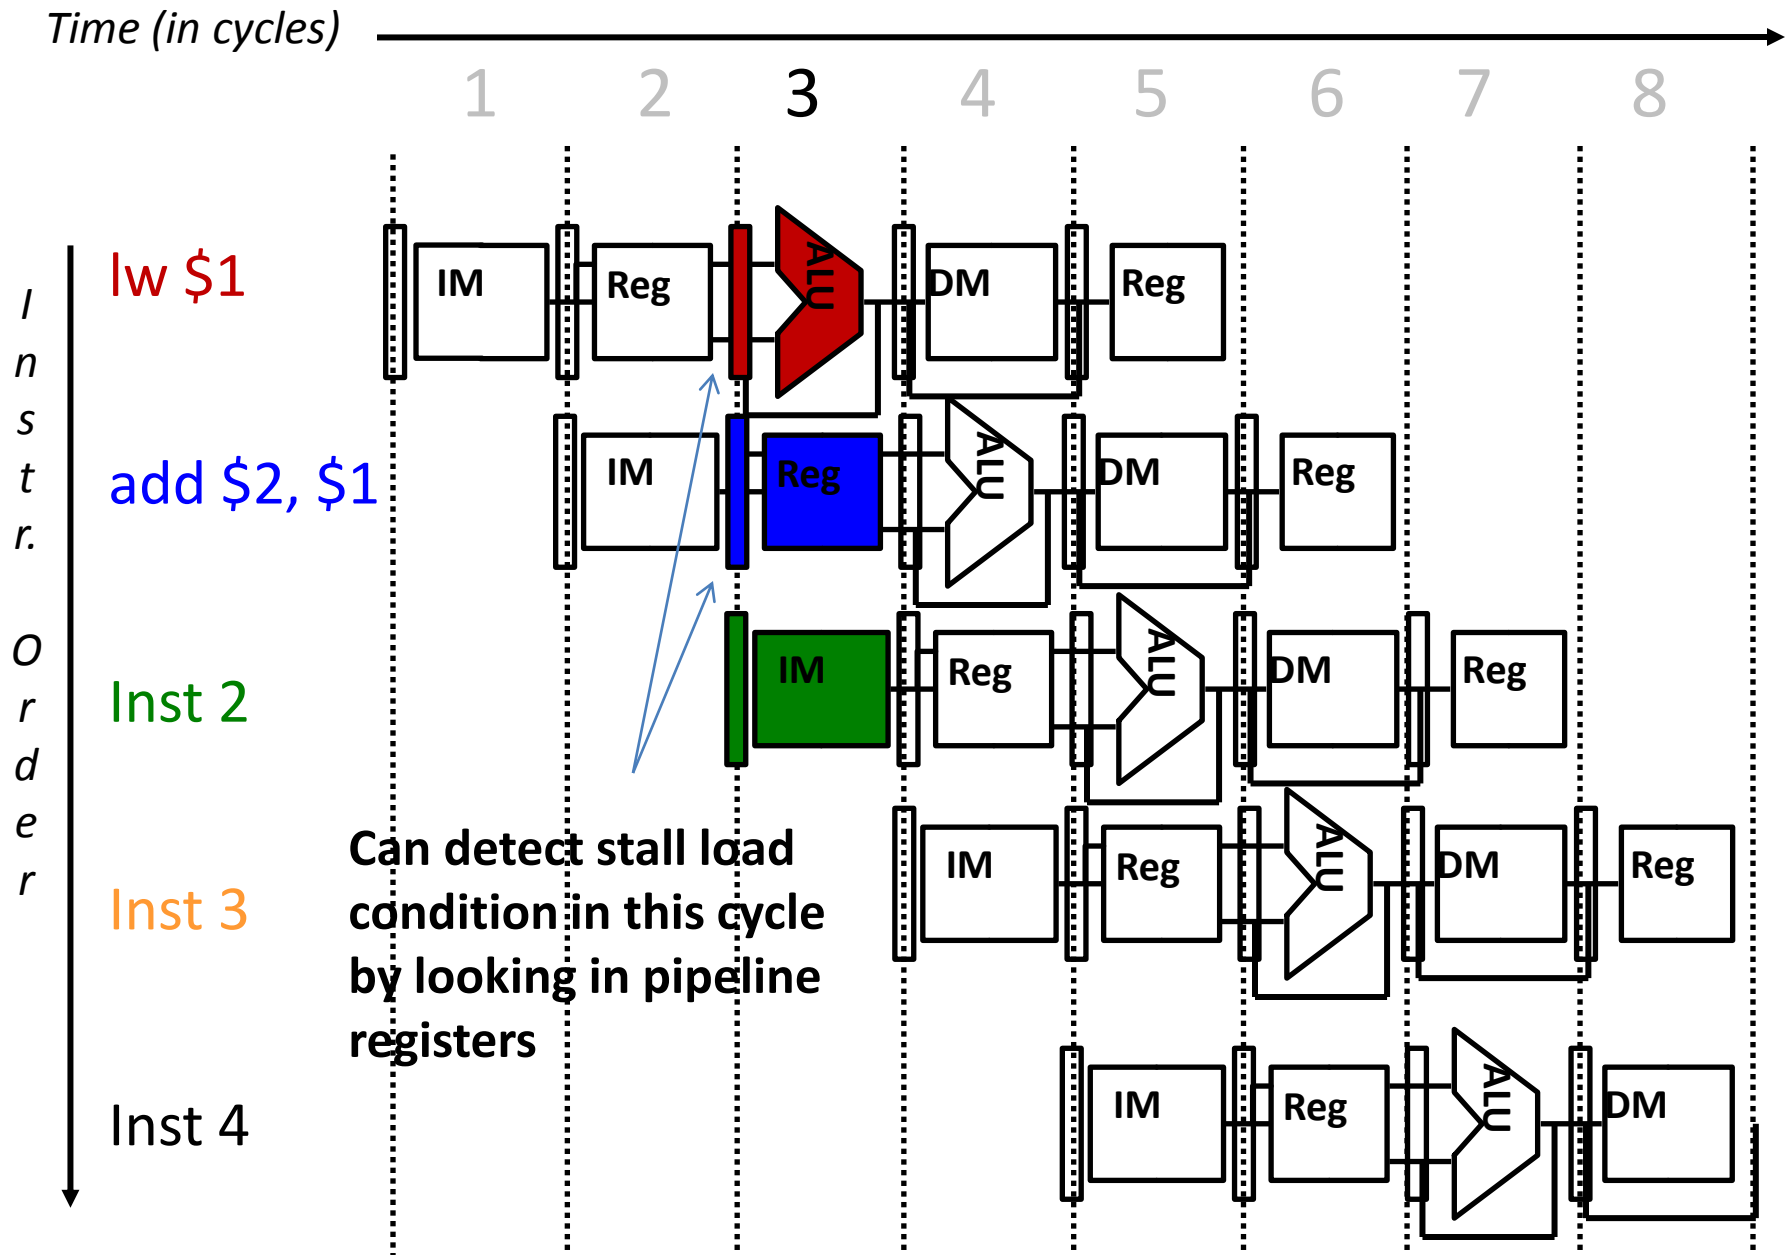 Time (in cycles)
1 2 3 4 5 6 7 8
Instr. Order
lw $1
IM Reg ALU DM Reg
add $2, $1
IM Reg ALU DM Reg
Inst 2
IM Reg ALU DM Reg
Can detect stall load
condition in this cycle
by looking in pipeline
registers
Inst 3
IM Reg ALU DM Reg
Inst 4
IM Reg ALU DM